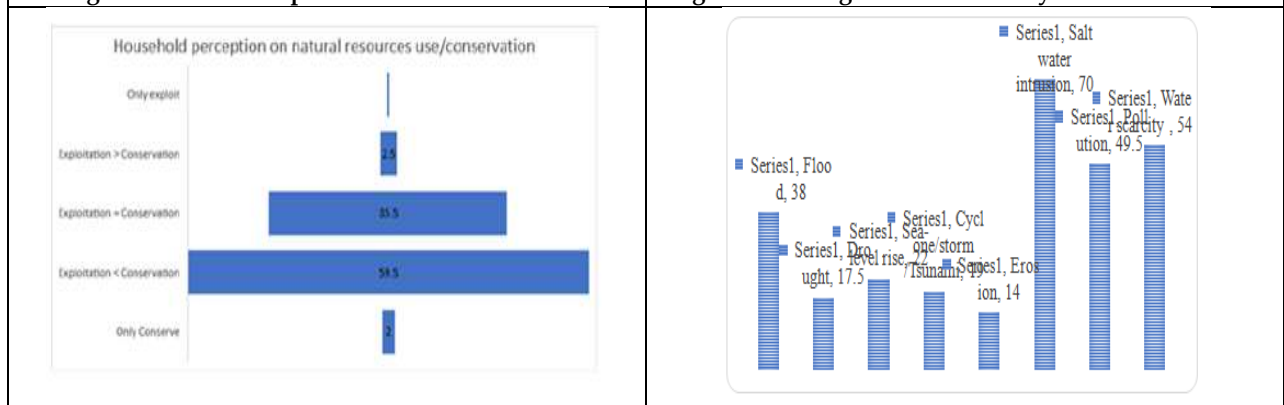 Household perception on natural resources use/conservation
Only exploit
Exploitation > Conservation
2.5
Exploitation = Conservation
35.5
Exploitation < Conservation
59.5
Only Conserve
2
Series1, Salt
water
intrusion, 70
Series1, Wate
r scarcity , 54
Series1, Poll
ution, 49.5
Series1, Floo
d, 38
Series1, Cycl
one/storm
/Tsunami, 19
Series1, Sea-
level rise, 22
Series1, Dro
ught, 17.5
Series1, Eros
ion, 14